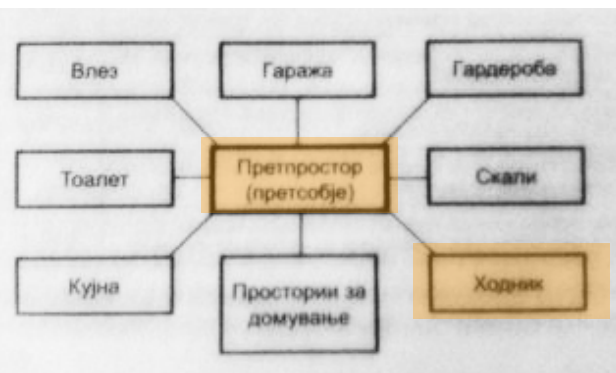 Влез
Гаража
Гардеробе
Тоалет
Претпростор
(претсобје)
Скали
Кујна
Простории за
домување
Ходник